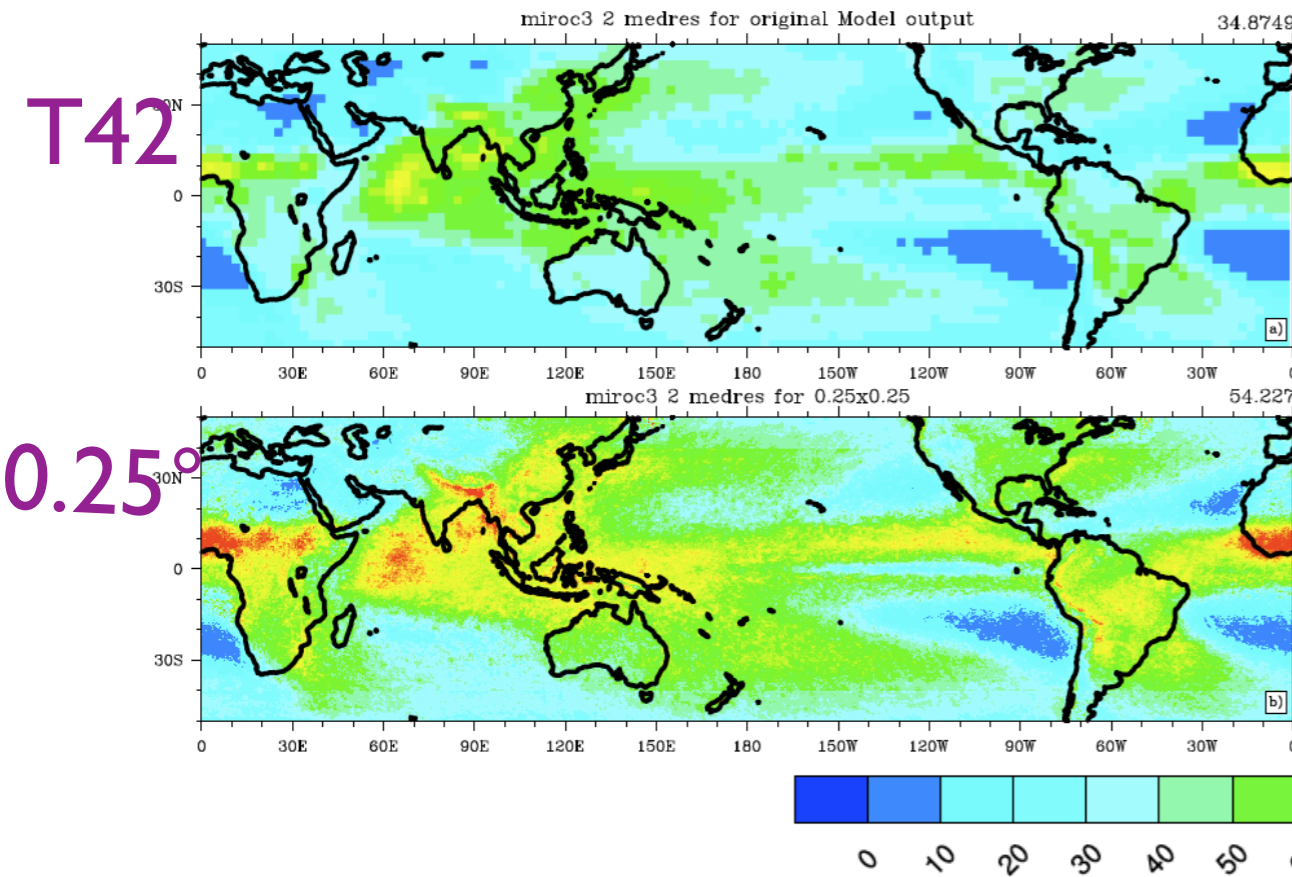 miroc3 2 medres for original Model output 34.8749
T42
30N
0
30S
a)
0 30E 60E 90E 120E 150E 180 150W 120W 90W 60W 30W
miroc3 2 medres for 0.25x0.25 54.227
0.25°
30N
0
30S
b)
0 30E 60E 90E 120E 150E 180 150W 120W 90W 60W 30W
0 10 20 30 40 50